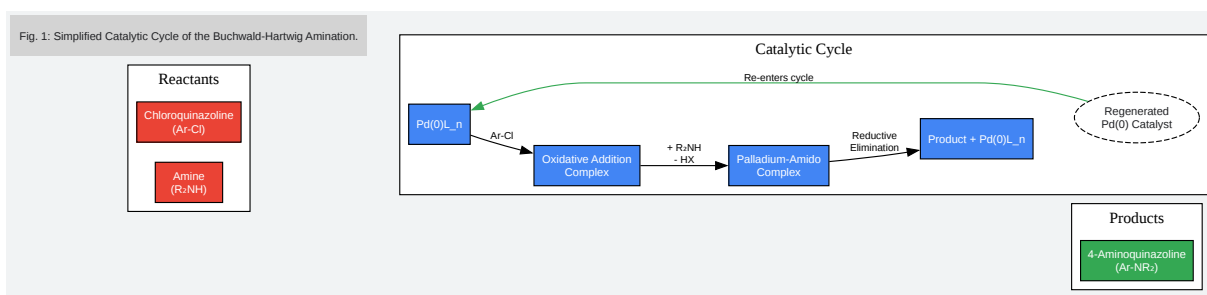 Fig. 1: Simplified Catalytic Cycle of the Buchwald-Hartwig Amination.
Reactants
Chloroquinazoline
(Ar-Cl)
Amine
(R₂NH)
Catalytic Cycle
Re-enters cycle
Pd(0)L_n
Ar-Cl
Oxidative Addition
Complex
+ R₂NH
- HX
Palladium-Amido
Complex
Reductive
Elimination
Product + Pd(0)L_n
Regenerated
Pd(0) Catalyst
Products
4-Aminoquinazoline
(Ar-NR₂)